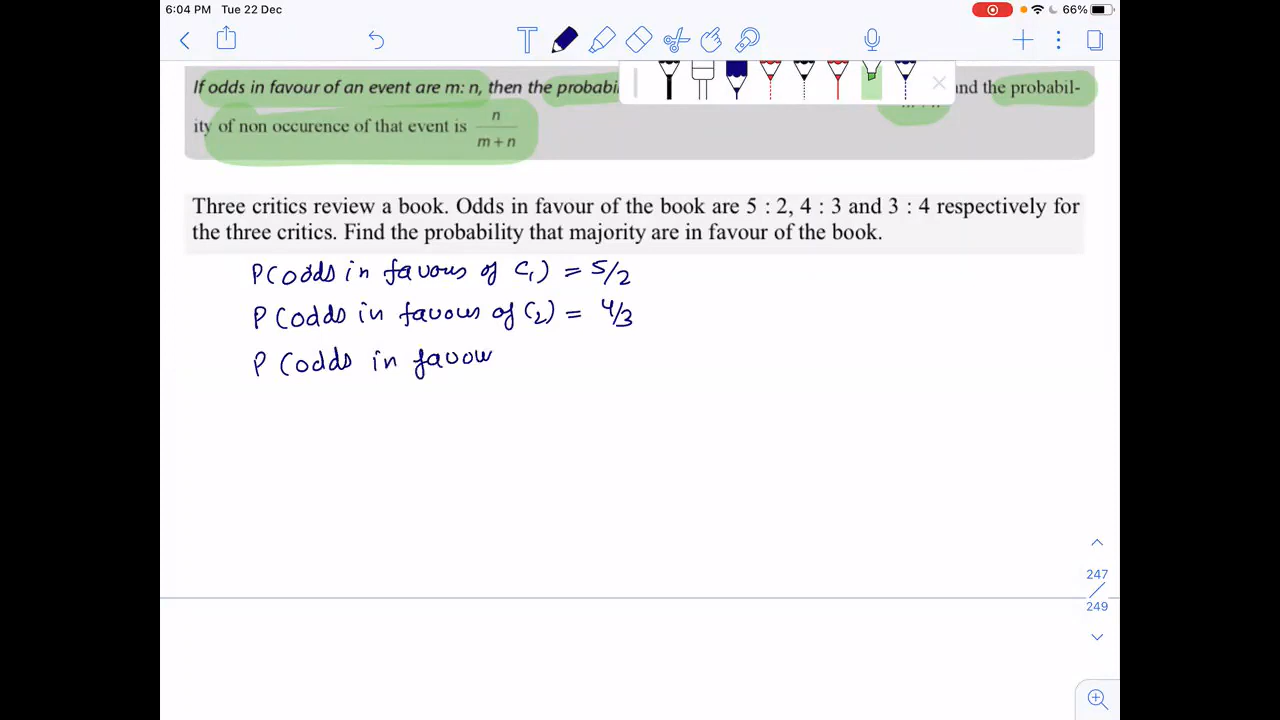 6:04 PM Tue 22 Dec
66%
T
If odds in favour of an event are m: n, then the probabi
and the probabil-
ity of non occurence of that event is n
m + n
Three critics review a book. Odds in favour of the book are 5 : 2, 4 : 3 and 3 : 4 respectively for
the three critics. Find the probability that majority are in favour of the book.
P(odds in favour of C1) = 5/2
P(odds in favour of C2) = 4/3
P(odds in favour
247
249